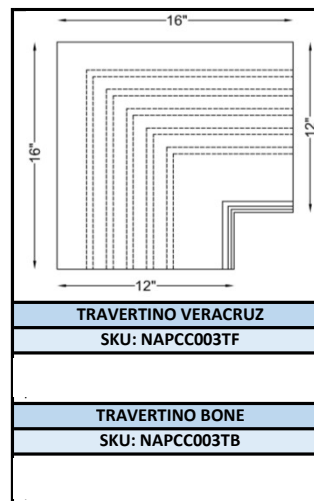 16"
16"
12"
12"
TRAVERTINO VERACRUZ
SKU: NAPCC003TF
TRAVERTINO BONE
SKU: NAPCC003TB